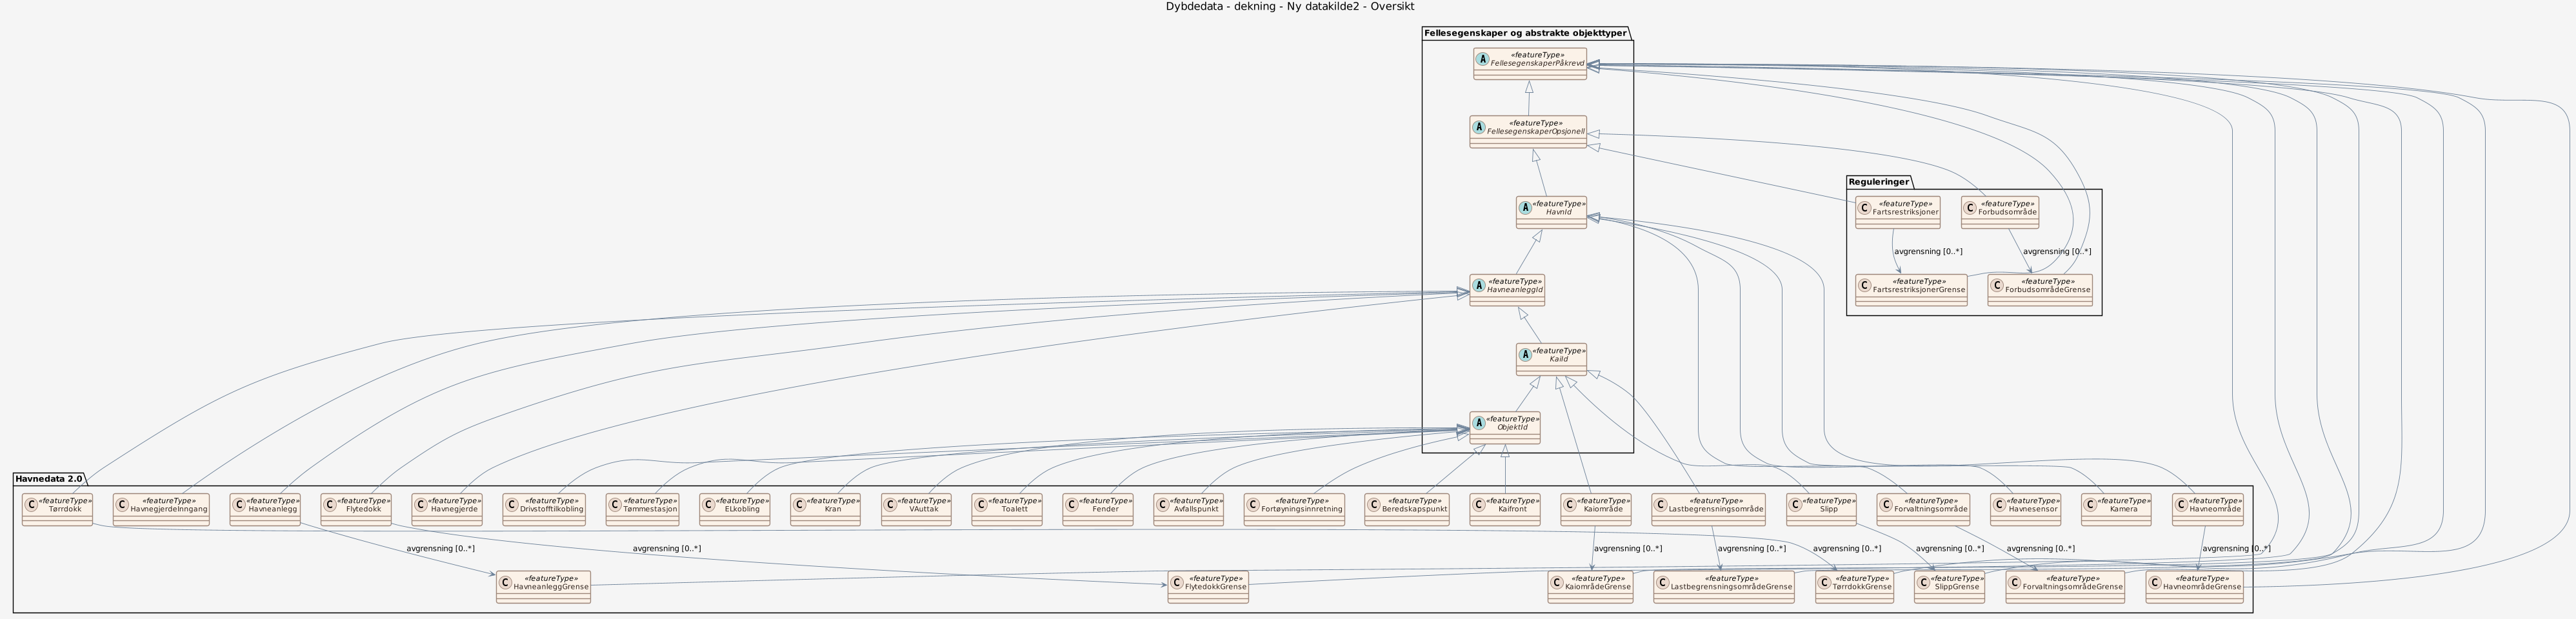 Dybdedata - dekning - Ny datakilde2 - Oversikt
Fellesegenskaper og abstrakte objekttyper
A
«featureType»
FellesegenskaperPåkrevd
A
«featureType»
FellesegenskaperOpsjonell
A
«featureType»
HavnId
A
«featureType»
HavneanleggId
A
«featureType»
KaiId
A
«featureType»
ObjektId
Reguleringer
C
«featureType»
Fartsrestriksjoner
C
«featureType»
Forbudsområde
avgrensning [0..*]
avgrensning [0..*]
C
«featureType»
FartsrestriksjonerGrense
C
«featureType»
ForbudsområdeGrense
Havnedata 2.0
C
«featureType»
Tørrdokk
C
«featureType»
HavnegjerdeInngang
C
«featureType»
Havneanlegg
C
«featureType»
Flytedokk
C
«featureType»
Havnegjerde
C
«featureType»
Drivstofftilkobling
C
«featureType»
Tømmestasjon
C
«featureType»
ELkobling
C
«featureType»
Kran
C
«featureType»
VAuttak
C
«featureType»
Toalett
C
«featureType»
Fender
C
«featureType»
Avfallspunkt
C
«featureType»
Fortøyningsinnretning
C
«featureType»
Beredskapspunkt
C
«featureType»
Kaifront
C
«featureType»
Kaiområde
C
«featureType»
Lastbegrensningsområde
C
«featureType»
Slipp
C
«featureType»
Forvaltningsområde
C
«featureType»
Havnesensor
C
«featureType»
Kamera
C
«featureType»
Havneområde
avgrensning [0..*]
avgrensning [0..*]
avgrensning [0..*]
avgrensning [0..*]
avgrensning [0..*]
avgrensning [0..*]
avgrensning [0..*]
avgrensning [0..*]
C
«featureType»
HavneanleggGrense
C
«featureType»
FlytedokkGrense
C
«featureType»
KaiområdeGrense
C
«featureType»
LastbegrensningsområdeGrense
C
«featureType»
TørrdokkGrense
C
«featureType»
SlippGrense
C
«featureType»
ForvaltningsområdeGrense
C
«featureType»
HavneområdeGrense